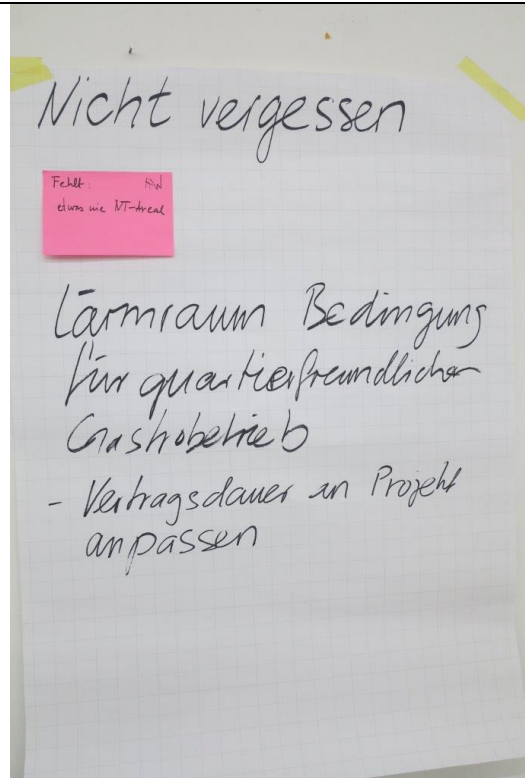 Nicht vergessen
Fehlt:
etwas wie NT-Areal
Lärmraum Bedingung
für quartierfreundlichen
Gastrobetrieb
- Vertragsdauer an Projekt
anpassen